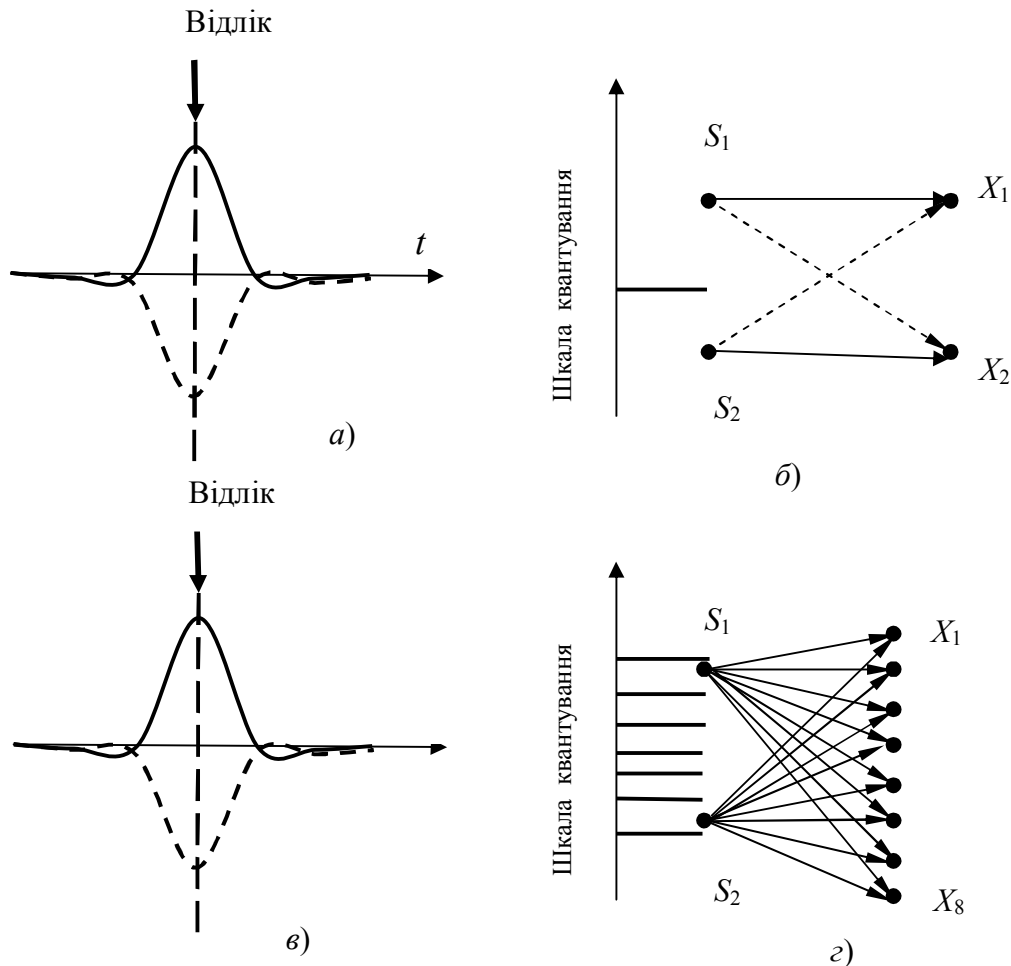 Відлік
t
а)
Шкала квантування
S1
X1
X2
S2
б)
Відлік
в)
Шкала квантування
S1
X1
S2
X8
г)